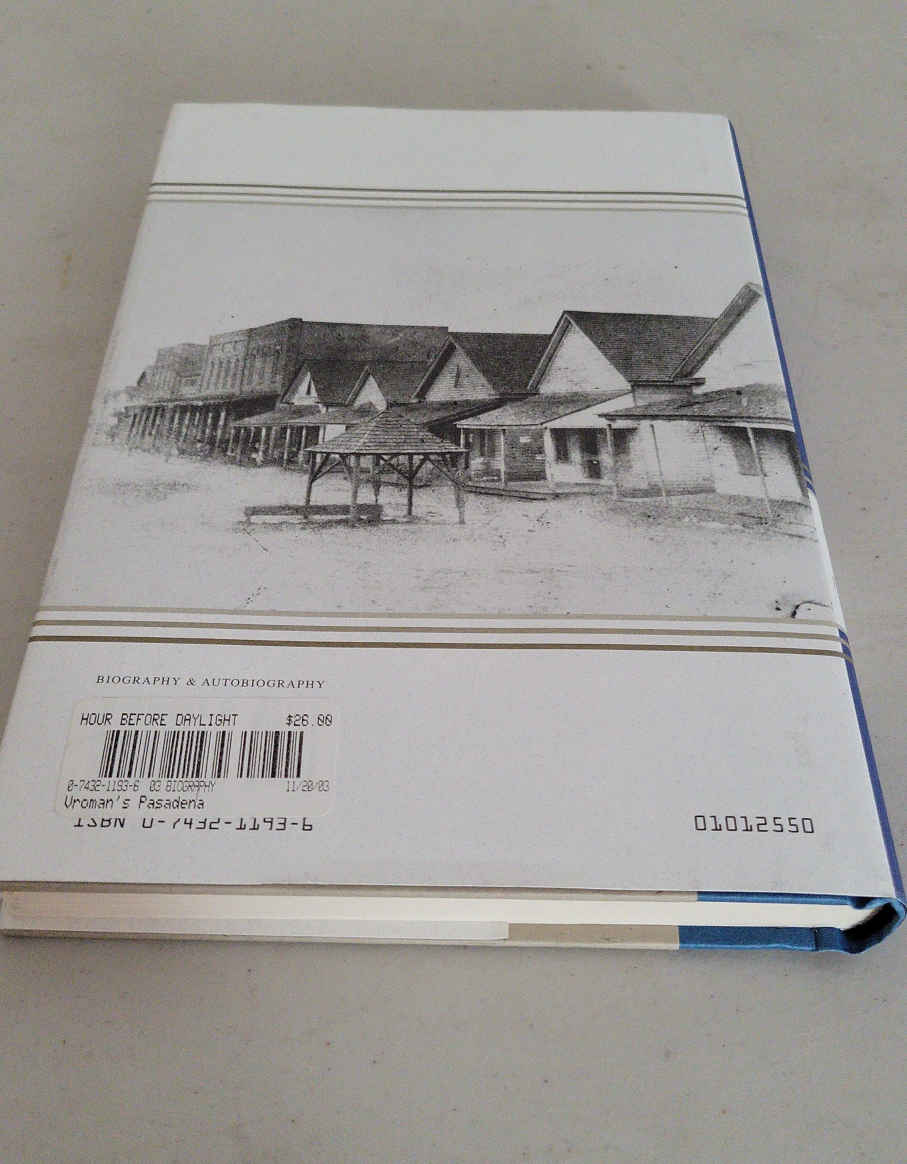 BIOGRAPHY & AUTOBIOGRAPHY
HOUR BEFORE DAYLIGHT $26.00
0-7432-1193-6 03 BIOGRAPHY 11/20/03
Vroman's Pasadena
ISBN 0-7432-1193-6
01012550